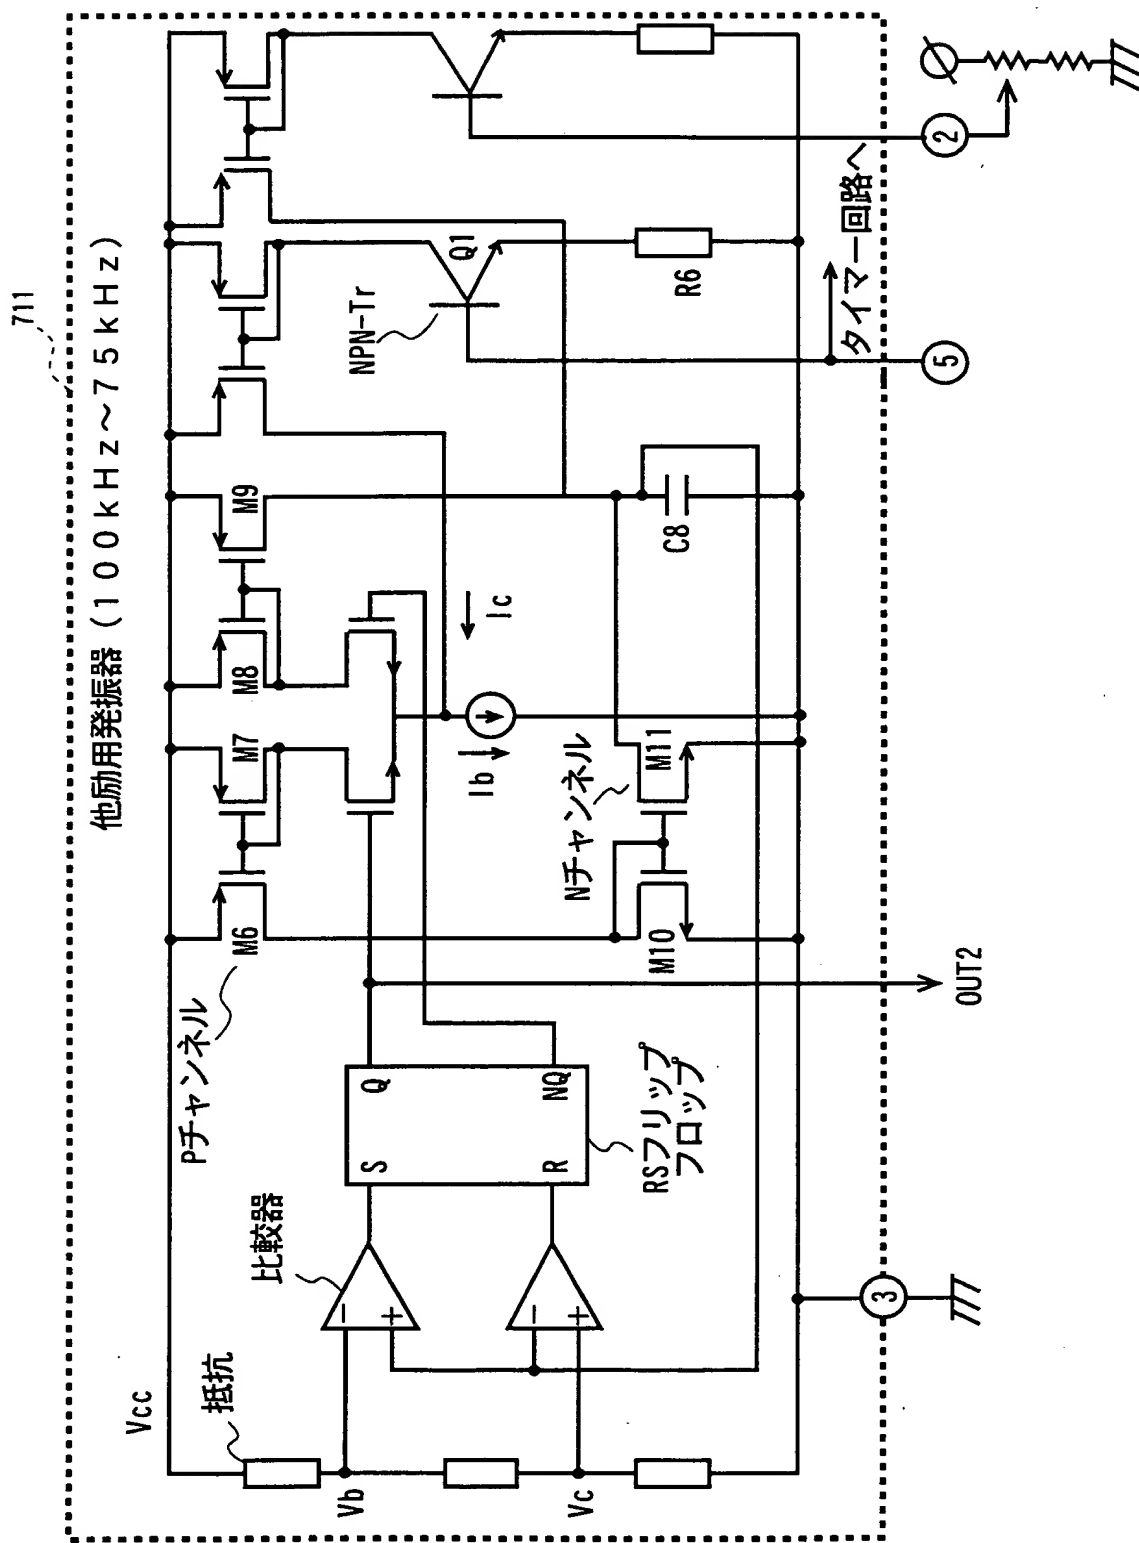 711
他励用発振器（１００ｋＨｚ～７５ｋＨｚ）
Vcc
抵抗
Vb
Vc
比較器
－
＋
－
＋
S
Q
R
NQ
RSフリップ
フロップ
Pチャンネル
M6
M7
M8
M9
Ib
Ic
Nチャンネル
M10
M11
C8
NPN-Tr
Q1
R6
タイマー回路へ
OUT2
3
5
2